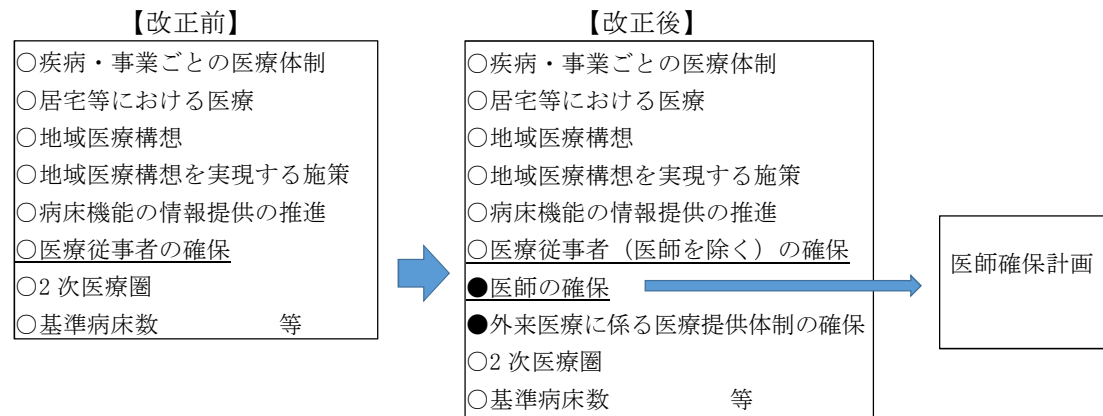 【改正前】
○疾病・事業ごとの医療体制
○居宅等における医療
○地域医療構想
○地域医療構想を実現する施策
○病床機能の情報提供の推進
○医療従事者の確保
○2次医療圏
○基準病床数 等
【改正後】
○疾病・事業ごとの医療体制
○居宅等における医療
○地域医療構想
○地域医療構想を実現する施策
○病床機能の情報提供の推進
○医療従事者（医師を除く）の確保
●医師の確保
●外来医療に係る医療提供体制の確保
○2次医療圏
○基準病床数 等
医師確保計画